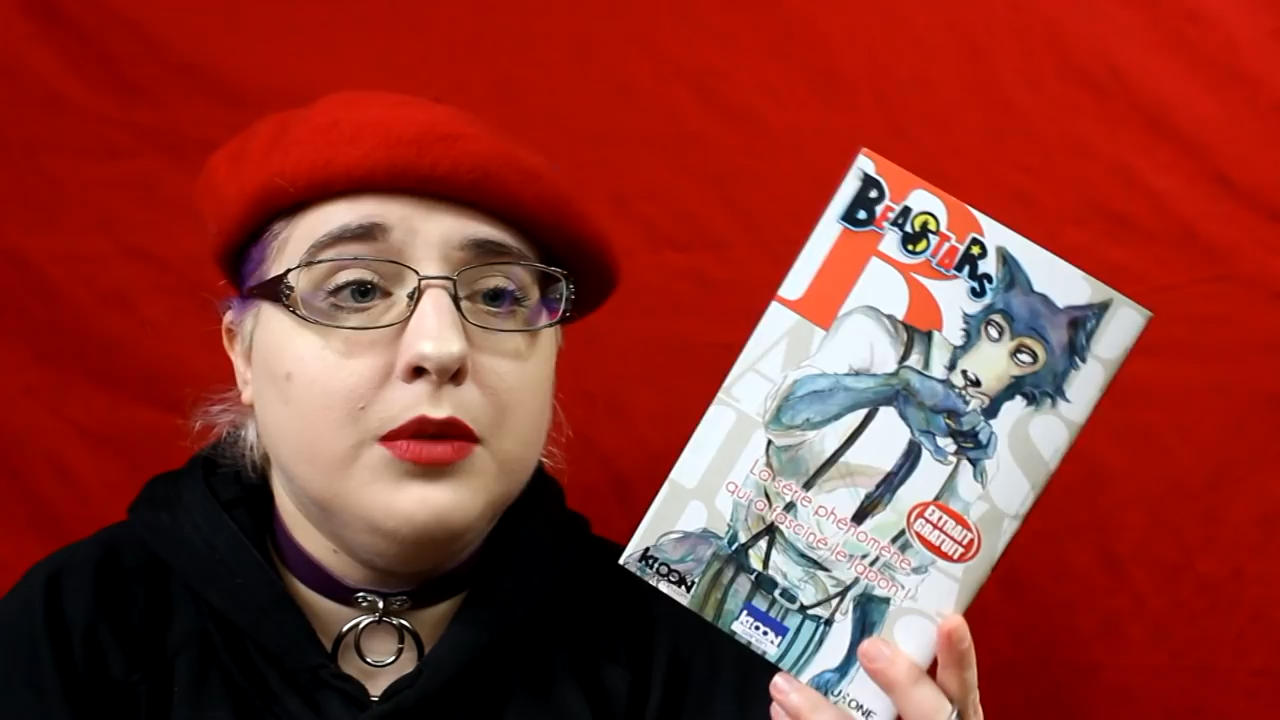 BEASTARS
La série phénomène
qui a fasciné le Japon !
EXTRAIT
GRATUIT
KI-OON
KI-OON